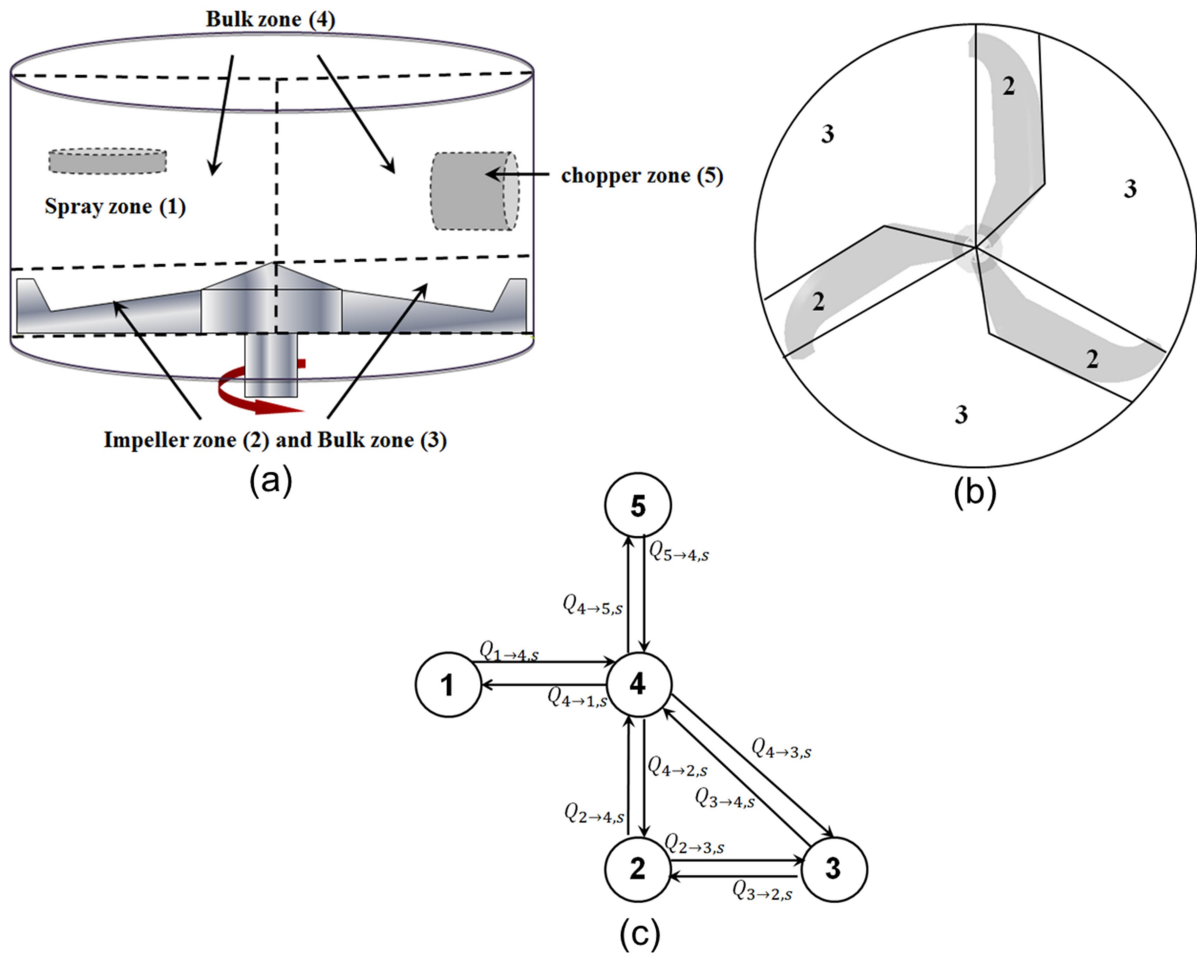 Bulk zone (4)
Spray zone (1)
chopper zone (5)
Impeller zone (2) and Bulk zone (3)
(a)
2
3
3
2
2
3
(b)
5
Q5→4,s
Q4→5,s
Q1→4,s
1
4
Q4→1,s
Q4→3,s
Q4→2,s
Q3→4,s
Q2→4,s
Q2→3,s
2
3
Q3→2,s
(c)